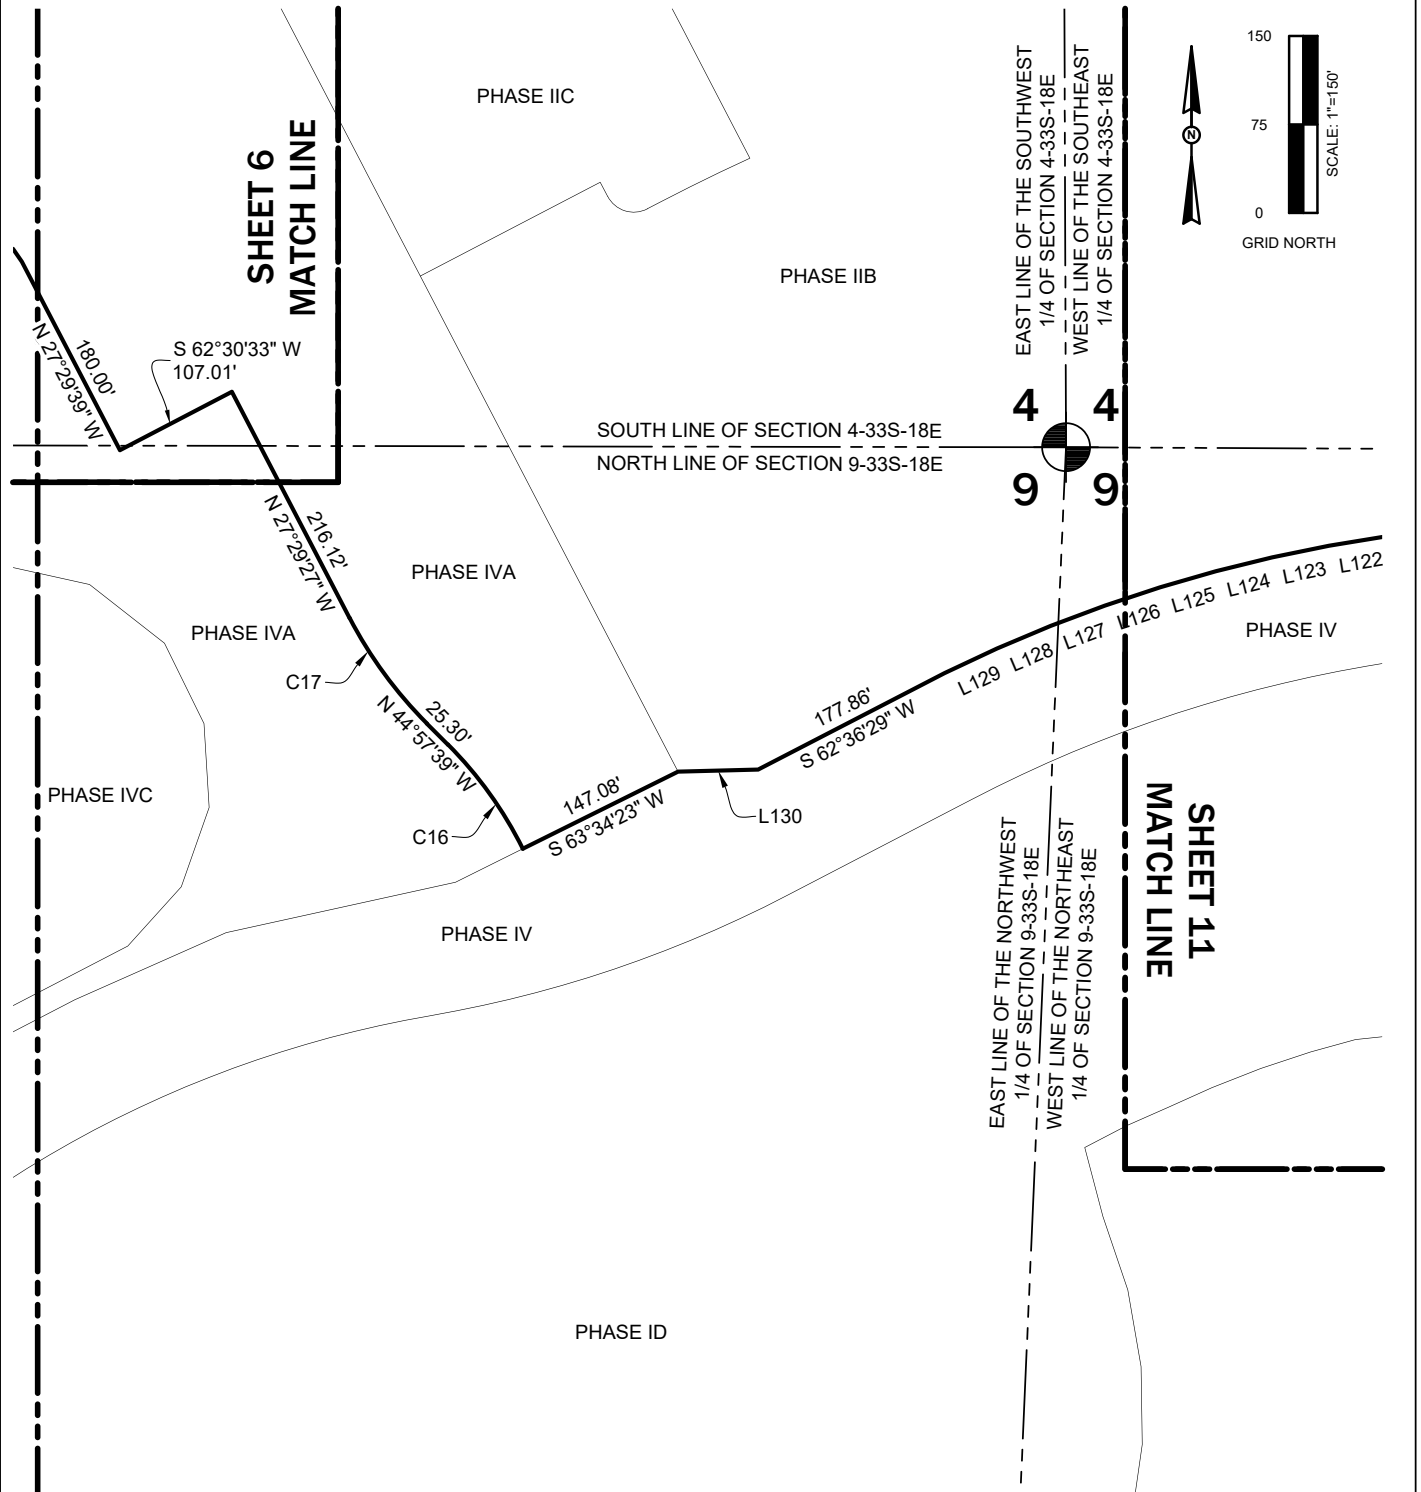 PHASE IIC
SHEET 6
MATCH LINE
EAST LINE OF THE SOUTHWEST
1/4 OF SECTION 4-33S-18E
WEST LINE OF THE SOUTHEAST
1/4 OF SECTION 4-33S-18E
N
150
75
0
SCALE: 1"=150'
GRID NORTH
PHASE IIB
180.00'
N 27°29'39" W
S 62°30'33" W
107.01'
SOUTH LINE OF SECTION 4-33S-18E
NORTH LINE OF SECTION 9-33S-18E
4
4
9
9
216.12'
N 27°29'27" W
PHASE IVA
PHASE IVA
C17
25.30'
N 44°57'39" W
C16
PHASE IVC
147.08'
S 63°34'23" W
L130
177.86'
S 62°36'29" W
L129
L128
L127
L126
L125
L124
L123
L122
PHASE IV
SHEET 11
MATCH LINE
EAST LINE OF THE NORTHWEST
1/4 OF SECTION 9-33S-18E
WEST LINE OF THE NORTHEAST
1/4 OF SECTION 9-33S-18E
PHASE IV
PHASE ID